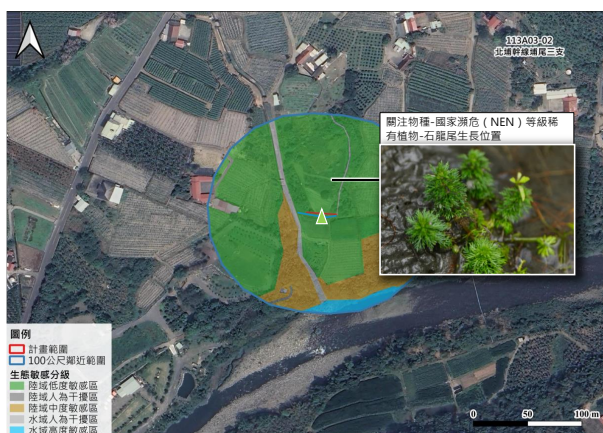 113A03-02
北埔幹線埔尾三支
關注物種-國家瀕危（NEN）等級稀
有植物-石龍尾生長位置
圖例
計畫範圍
100公尺鄰近範圍
生態敏感分級
陸域低度敏感區
陸域人為干擾區
陸域中度敏感區
水域人為干擾區
水域高度敏感區
0 50 100 m